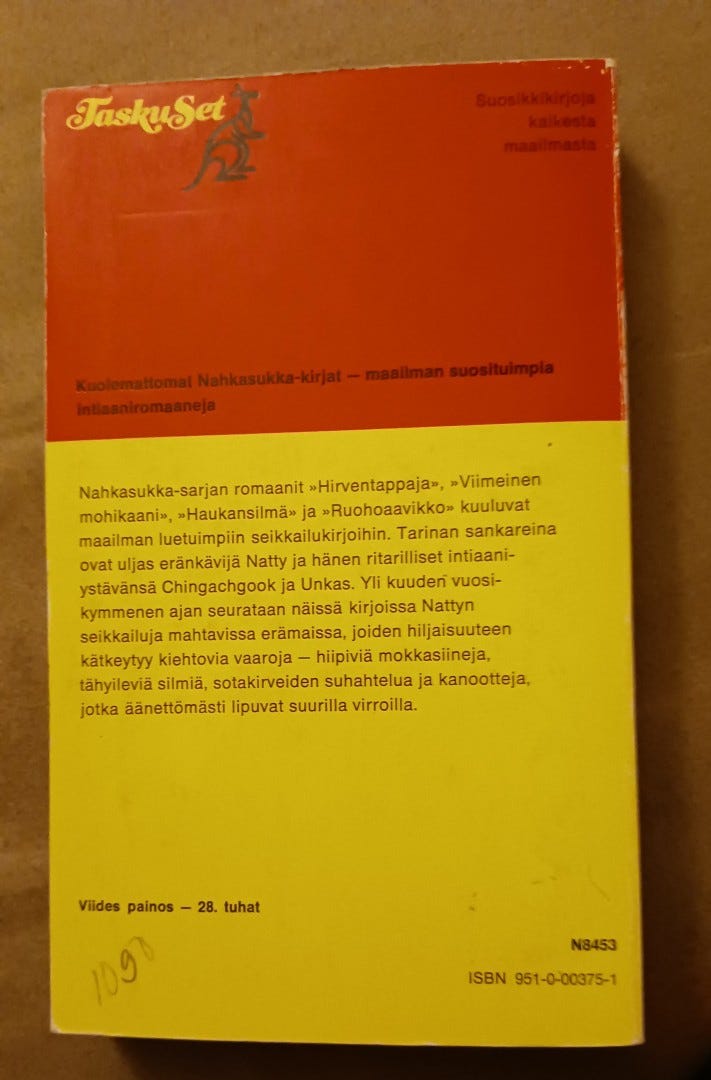 TaskuSet
Suosikkikirjoja
kaikesta
maailmasta
Kuolemattomat Nahkasukka-kirjat — maailman suosituimpia
intiaaniromaaneja
Nahkasukka-sarjan romaanit »Hirventappaja», »Viimeinen
mohikaani», »Haukansilmä» ja »Ruohoaavikko» kuuluvat
maailman luetuimpiin seikkailukirjoihin. Tarinan sankareina
ovat uljas eränkävijä Natty ja hänen ritarilliset intiaani-
ystävänsä Chingachgook ja Unkas. Yli kuuden vuosi-
kymmenen ajan seurataan näissä kirjoissa Nattyn
seikkailuja mahtavissa erämaissa, joiden hiljaisuuteen
kätkeytyy kiehtovia vaaroja — hiipiviä mokkasiineja,
tähyileviä silmiä, sotakirveiden suhahtelua ja kanootteja,
jotka äänettömästi lipuvat suurilla virroilla.
Viides painos — 28. tuhat
N8453
ISBN 951-0-00375-1